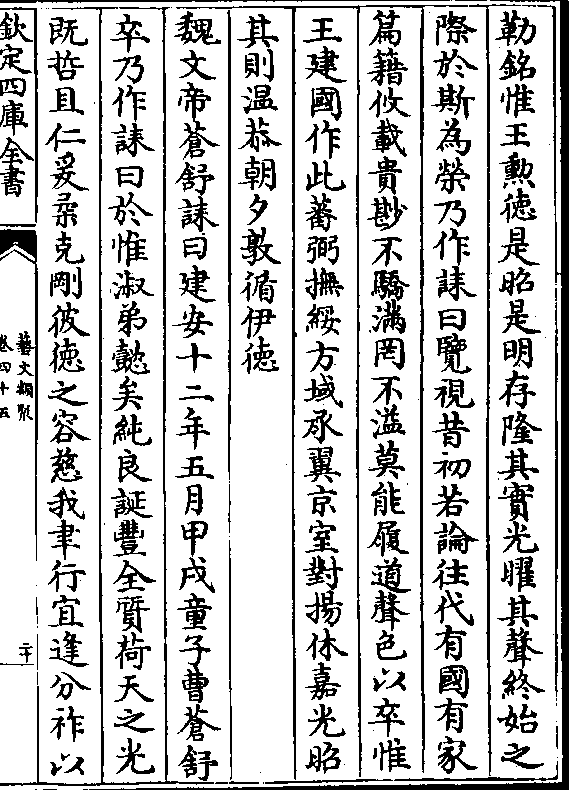 勒銘惟王勲徳是昭是明存隆其實光曜其聲終始之
際於斯為榮乃作誄曰覽視昔初若論往代有國有家
篇籍攸載貴尠不驕滿罔不溢莫能履道聲色以卒惟
王建國作此蕃弼撫綏方域承翼京室對揚休嘉光昭
其則温恭朝夕敦循伊徳
魏文帝蒼舒誄曰建安十二年五月甲戌童子曹蒼舒
卒乃作誄曰於惟淑弟懿矣純良誕豐全質荷天之光
既哲且仁爰柔克剛彼徳之容慈我聿行宜逢分祚以
欽定四庫全書
藝文類聚
卷四十五
二十